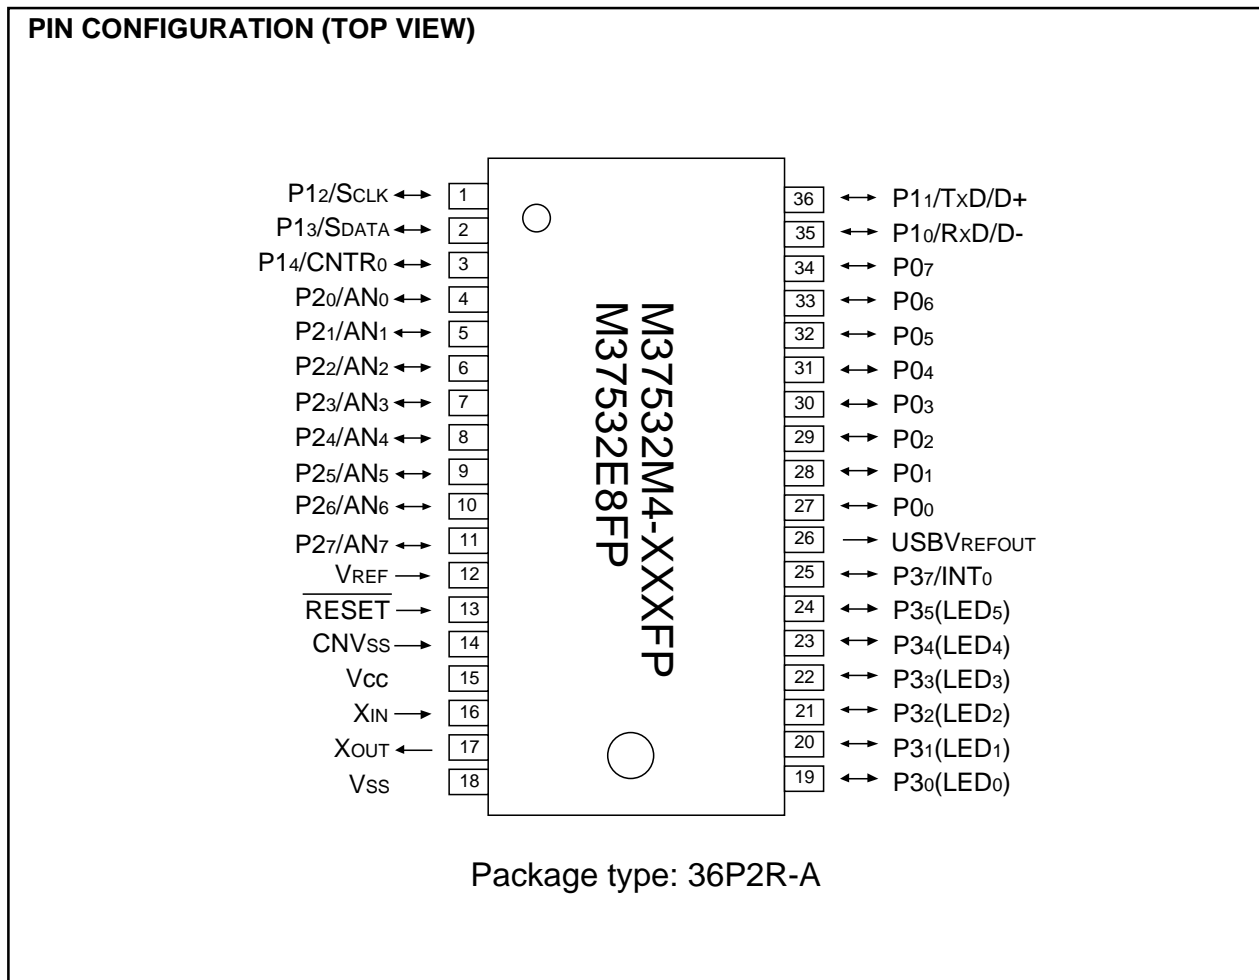 PIN CONFIGURATION (TOP VIEW)
P12/SCLK
1
P13/SDATA
2
P14/CNTR0
3
P20/AN0
4
P21/AN1
5
P22/AN2
6
P23/AN3
7
P24/AN4
8
P25/AN5
9
P26/AN6
10
P27/AN7
11
VREF
12
RESET
13
CNVSS
14
Vcc
15
XIN
16
XOUT
17
VSS
18
M37532M4-XXXFP
M37532E8FP
36
P11/TxD/D+
35
P10/RxD/D-
34
P07
33
P06
32
P05
31
P04
30
P03
29
P02
28
P01
27
P00
26
USBVREFOUT
25
P37/INT0
24
P35(LED5)
23
P34(LED4)
22
P33(LED3)
21
P32(LED2)
20
P31(LED1)
19
P30(LED0)
Package type: 36P2R-A